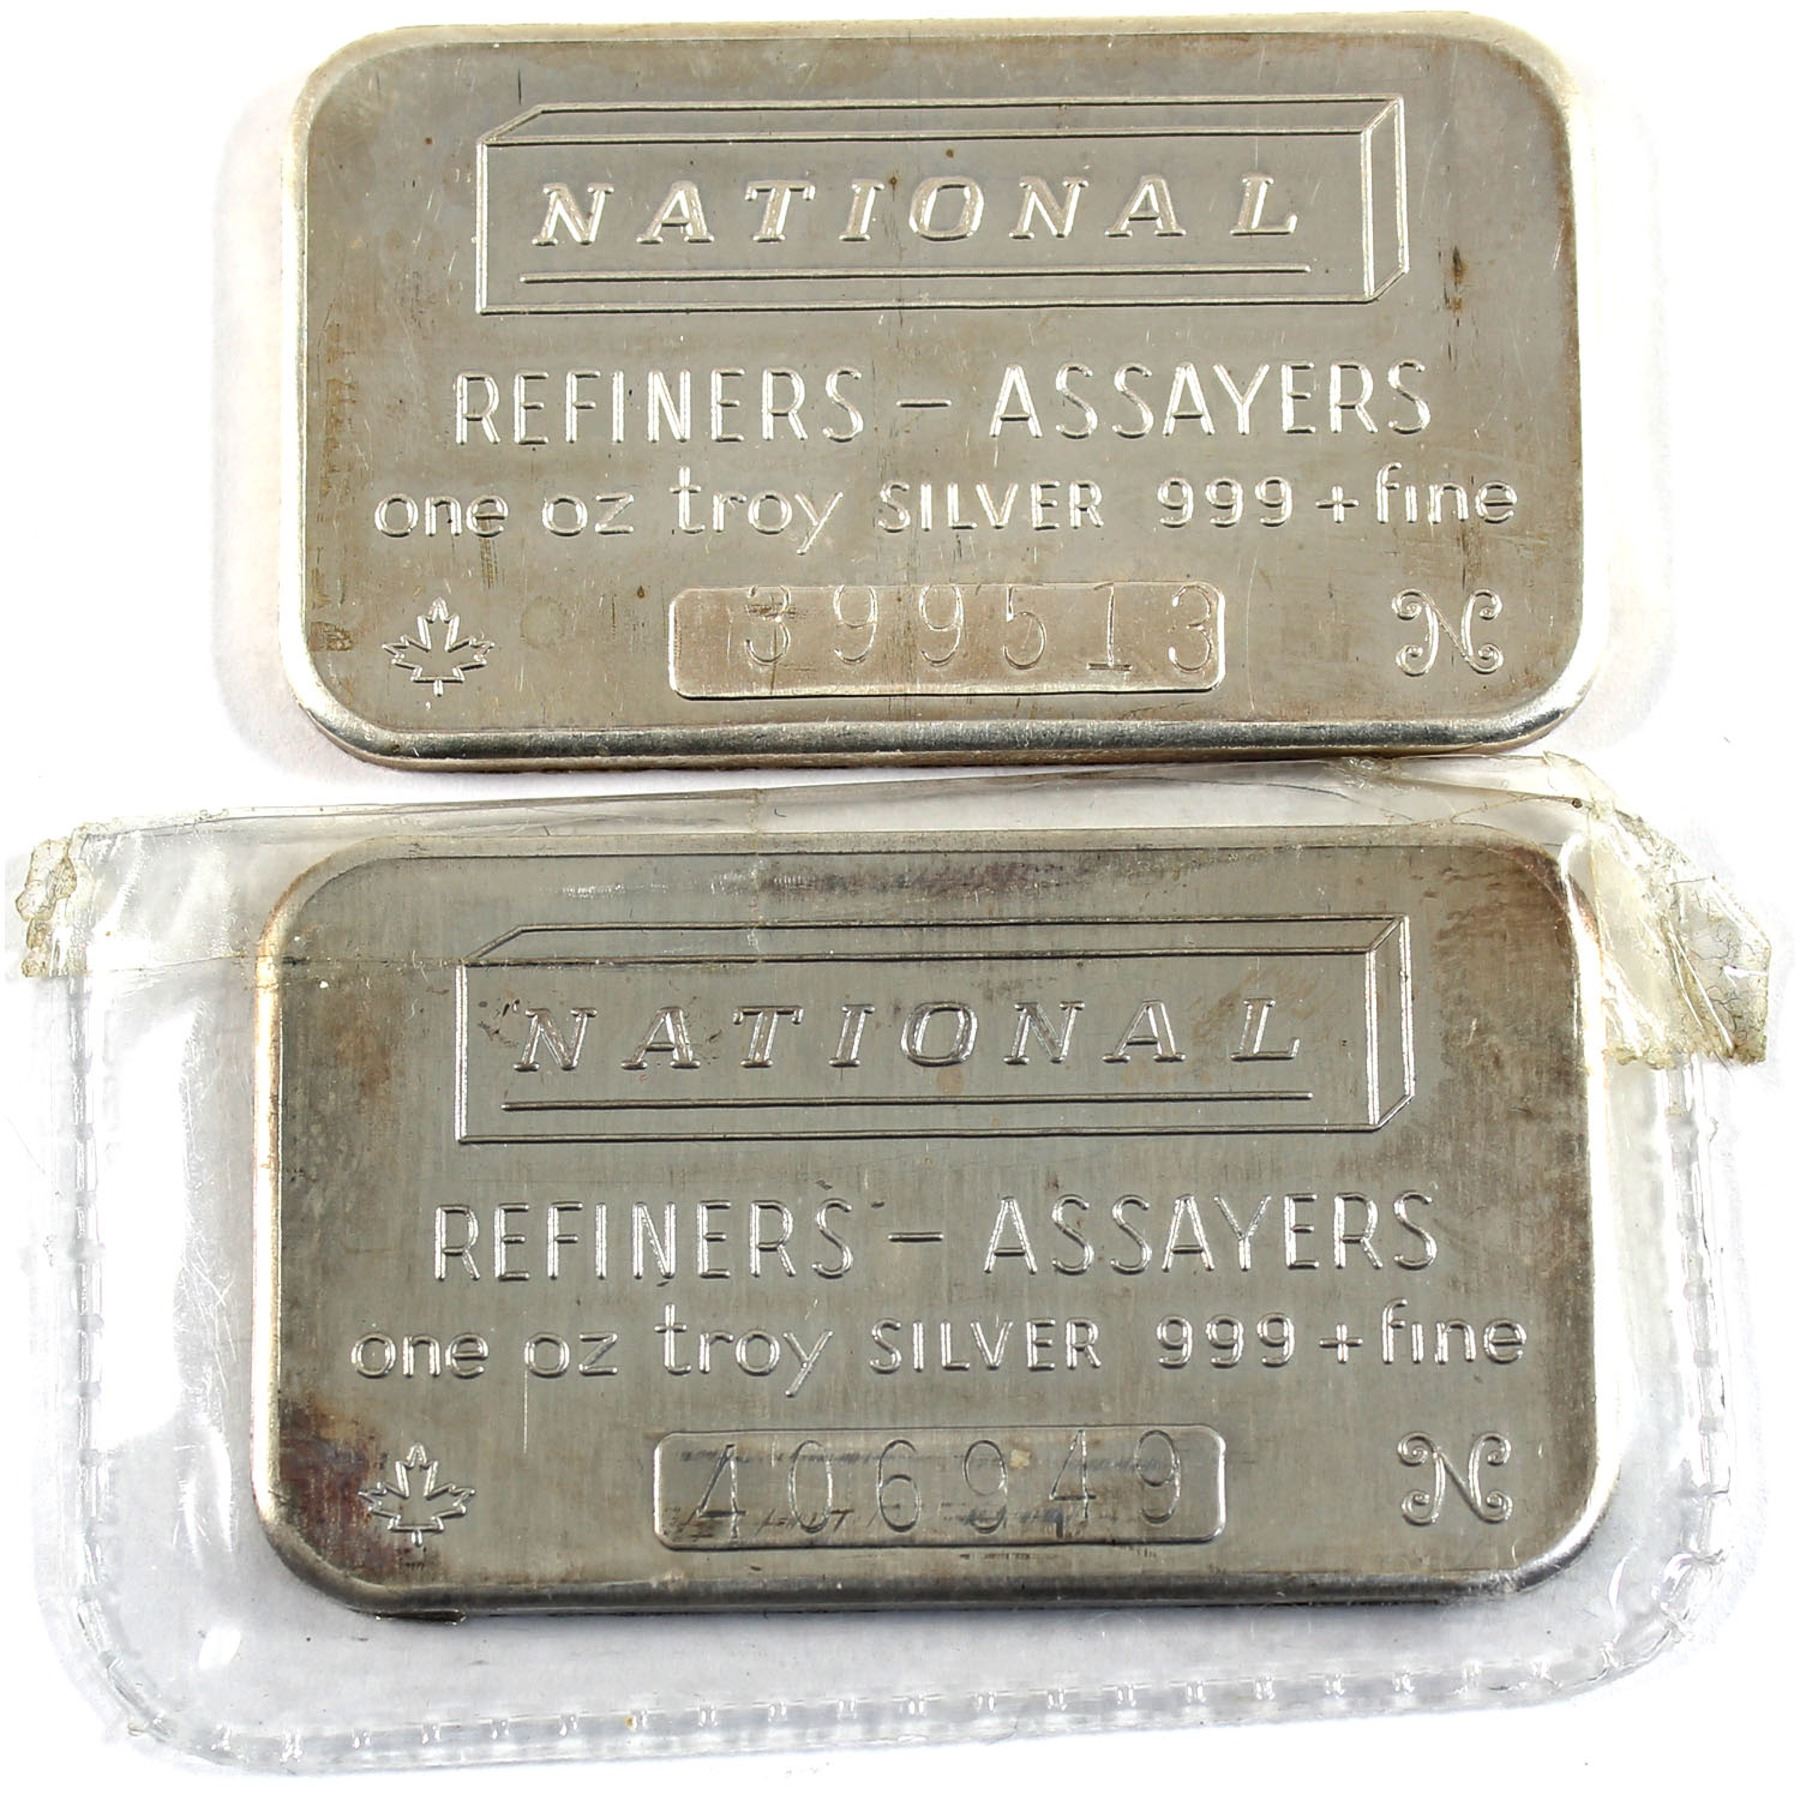 NATIONAL
REFINERS - ASSAYERS
one oz troy SILVER 999 + fine
399513 N
NATIONAL
REFINERS - ASSAYERS
one oz troy SILVER 999 + fine
406949 N